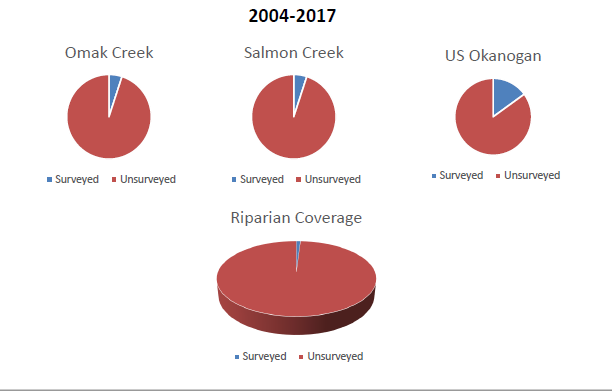 2004-2017
Omak Creek
Surveyed Unsurveyed
Salmon Creek
Surveyed Unsurveyed
US Okanogan
Surveyed Unsurveyed
Riparian Coverage
Surveyed Unsurveyed